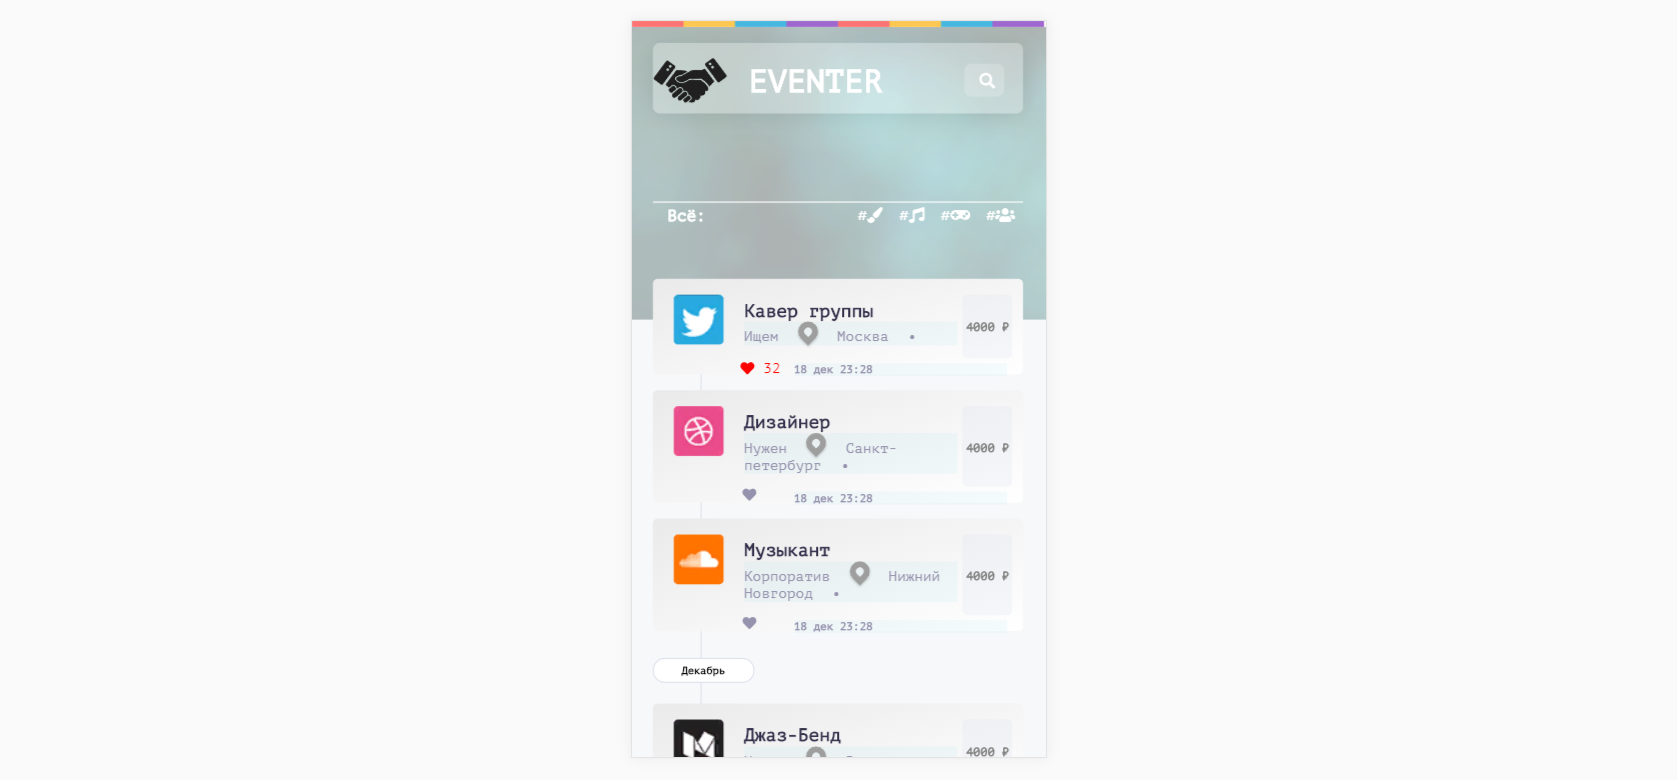 EVENTER
Всё: # # # #
Кавер группы
Ищем Москва •
4000 ₽
32 18 дек 23:28
Дизайнер
Нужен Санкт-
петербург •
4000 ₽
18 дек 23:28
Музыкант
Корпоратив Нижний
Новгород •
4000 ₽
18 дек 23:28
Декабрь
Джаз-Бенд
4000 ₽